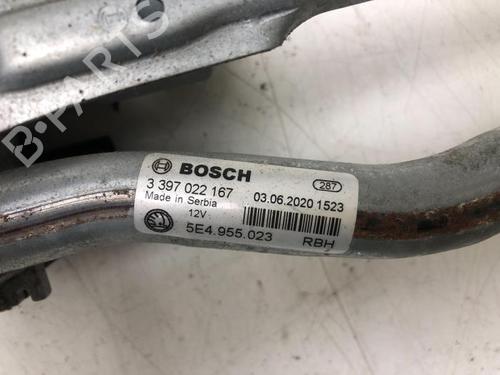 B-PARTS
BOSCH
287
3 397 022 167
03.06.2020 1523
Made in Serbia
12V
5E4.955.023
RBH